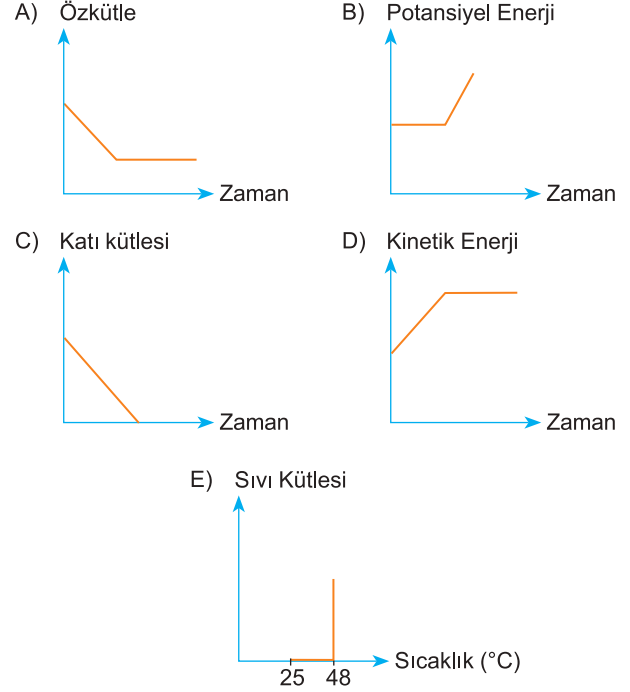 A) Özkütle
Zaman
B) Potansiyel Enerji
Zaman
C) Katı kütlesi
Zaman
D) Kinetik Enerji
Zaman
E) Sıvı Kütlesi
25 48
Sıcaklık (°C)